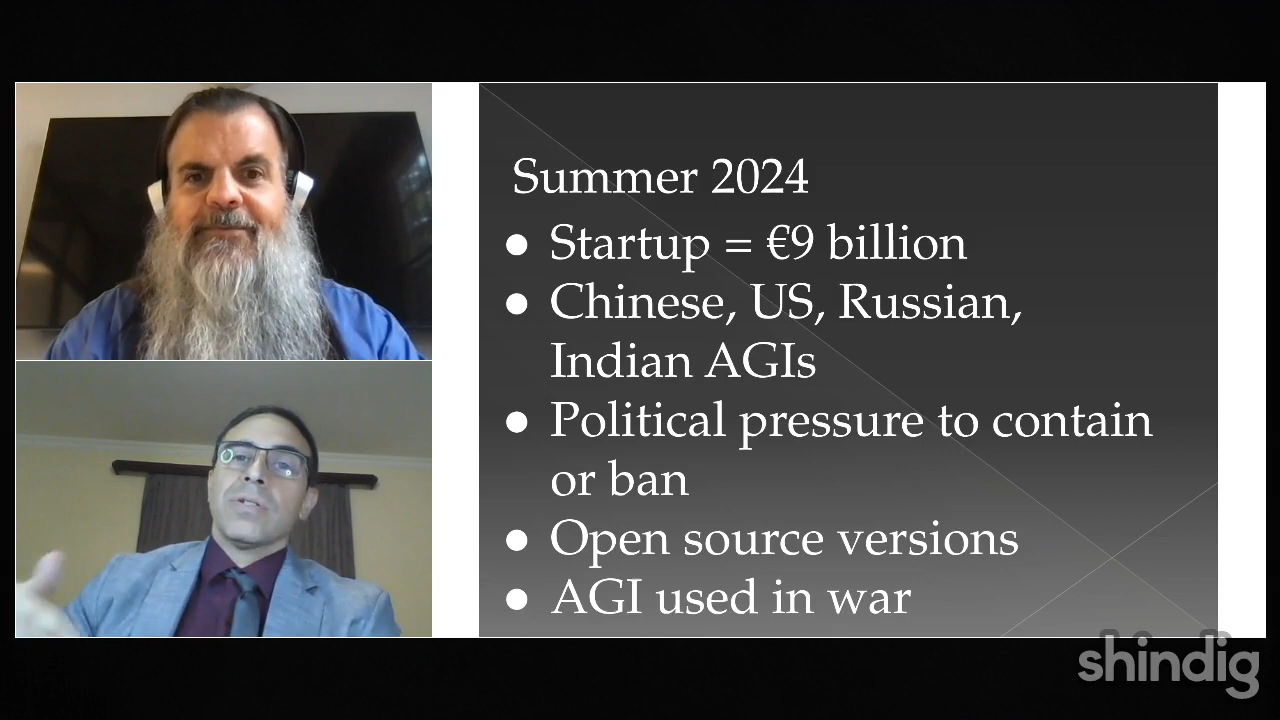 Summer 2024
● Startup = €9 billion
● Chinese, US, Russian,
Indian AGIs
● Political pressure to contain
or ban
● Open source versions
● AGI used in war
shindig